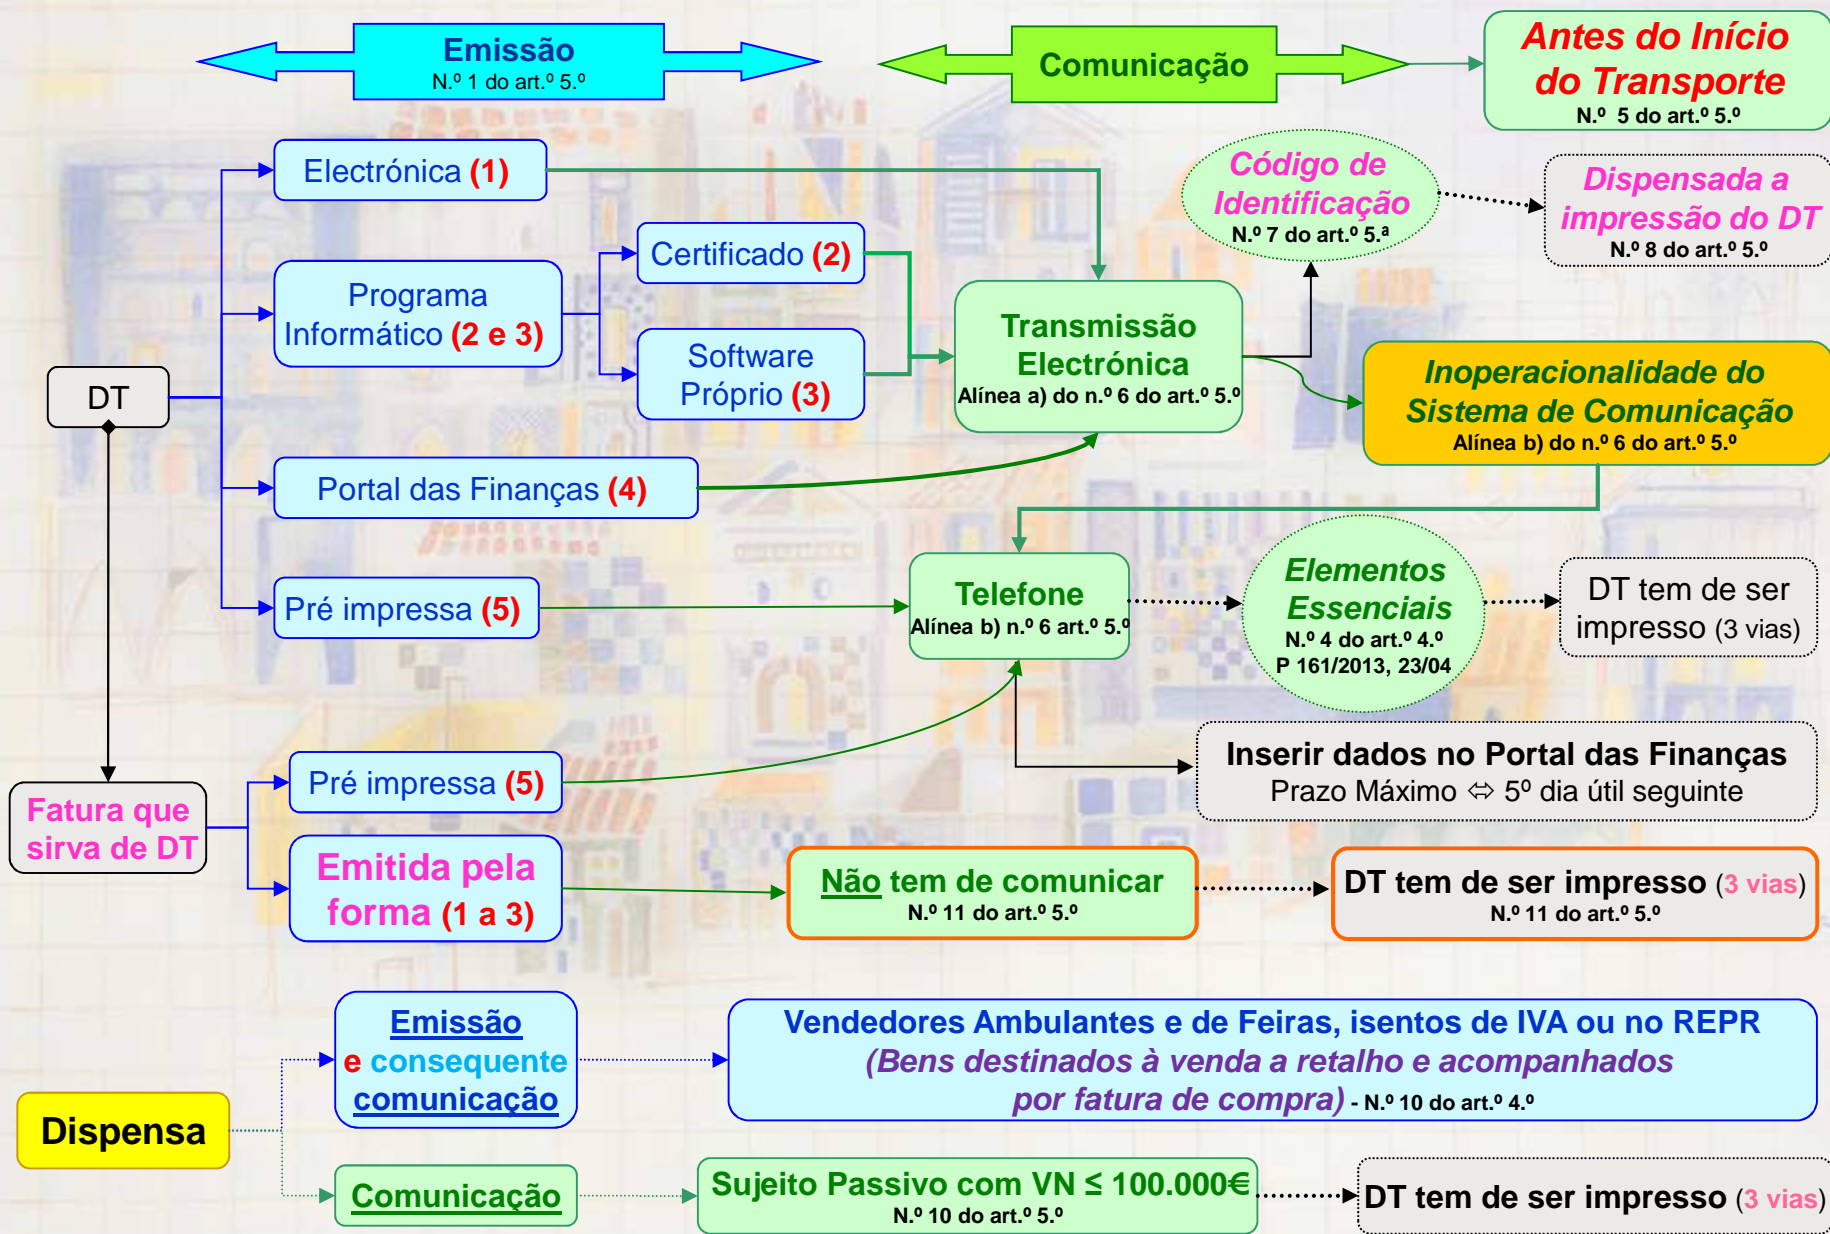 Emissão
N.º 1 do art.º 5.º
Comunicação
Antes do Início
do Transporte
N.º 5 do art.º 5.º
Electrónica (1)
Código de
Identificação
N.º 7 do art.º 5.ª
Dispensada a
impressão do DT
N.º 8 do art.º 5.º
Certificado (2)
Programa
Informático (2 e 3)
Software
Próprio (3)
Transmissão
Electrónica
Alínea a) do n.º 6 do art.º 5.º
Inoperacionalidade do
Sistema de Comunicação
Alínea b) do n.º 6 do art.º 5.º
DT
Portal das Finanças (4)
Pré impressa (5)
Telefone
Alínea b) n.º 6 art.º 5.º
Elementos
Essenciais
N.º 4 do art.º 4.º
P 161/2013, 23/04
DT tem de ser
impresso (3 vias)
Inserir dados no Portal das Finanças
Prazo Máximo ⇔ 5º dia útil seguinte
Fatura que
sirva de DT
Pré impressa (5)
Emitida pela
forma (1 a 3)
Não tem de comunicar
N.º 11 do art.º 5.º
DT tem de ser impresso (3 vias)
N.º 11 do art.º 5.º
Dispensa
Emissão
e consequente
comunicação
Vendedores Ambulantes e de Feiras, isentos de IVA ou no REPR
(Bens destinados à venda a retalho e acompanhados
por fatura de compra) - N.º 10 do art.º 4.º
Comunicação
Sujeito Passivo com VN ≤ 100.000€
N.º 10 do art.º 5.º
DT tem de ser impresso (3 vias)